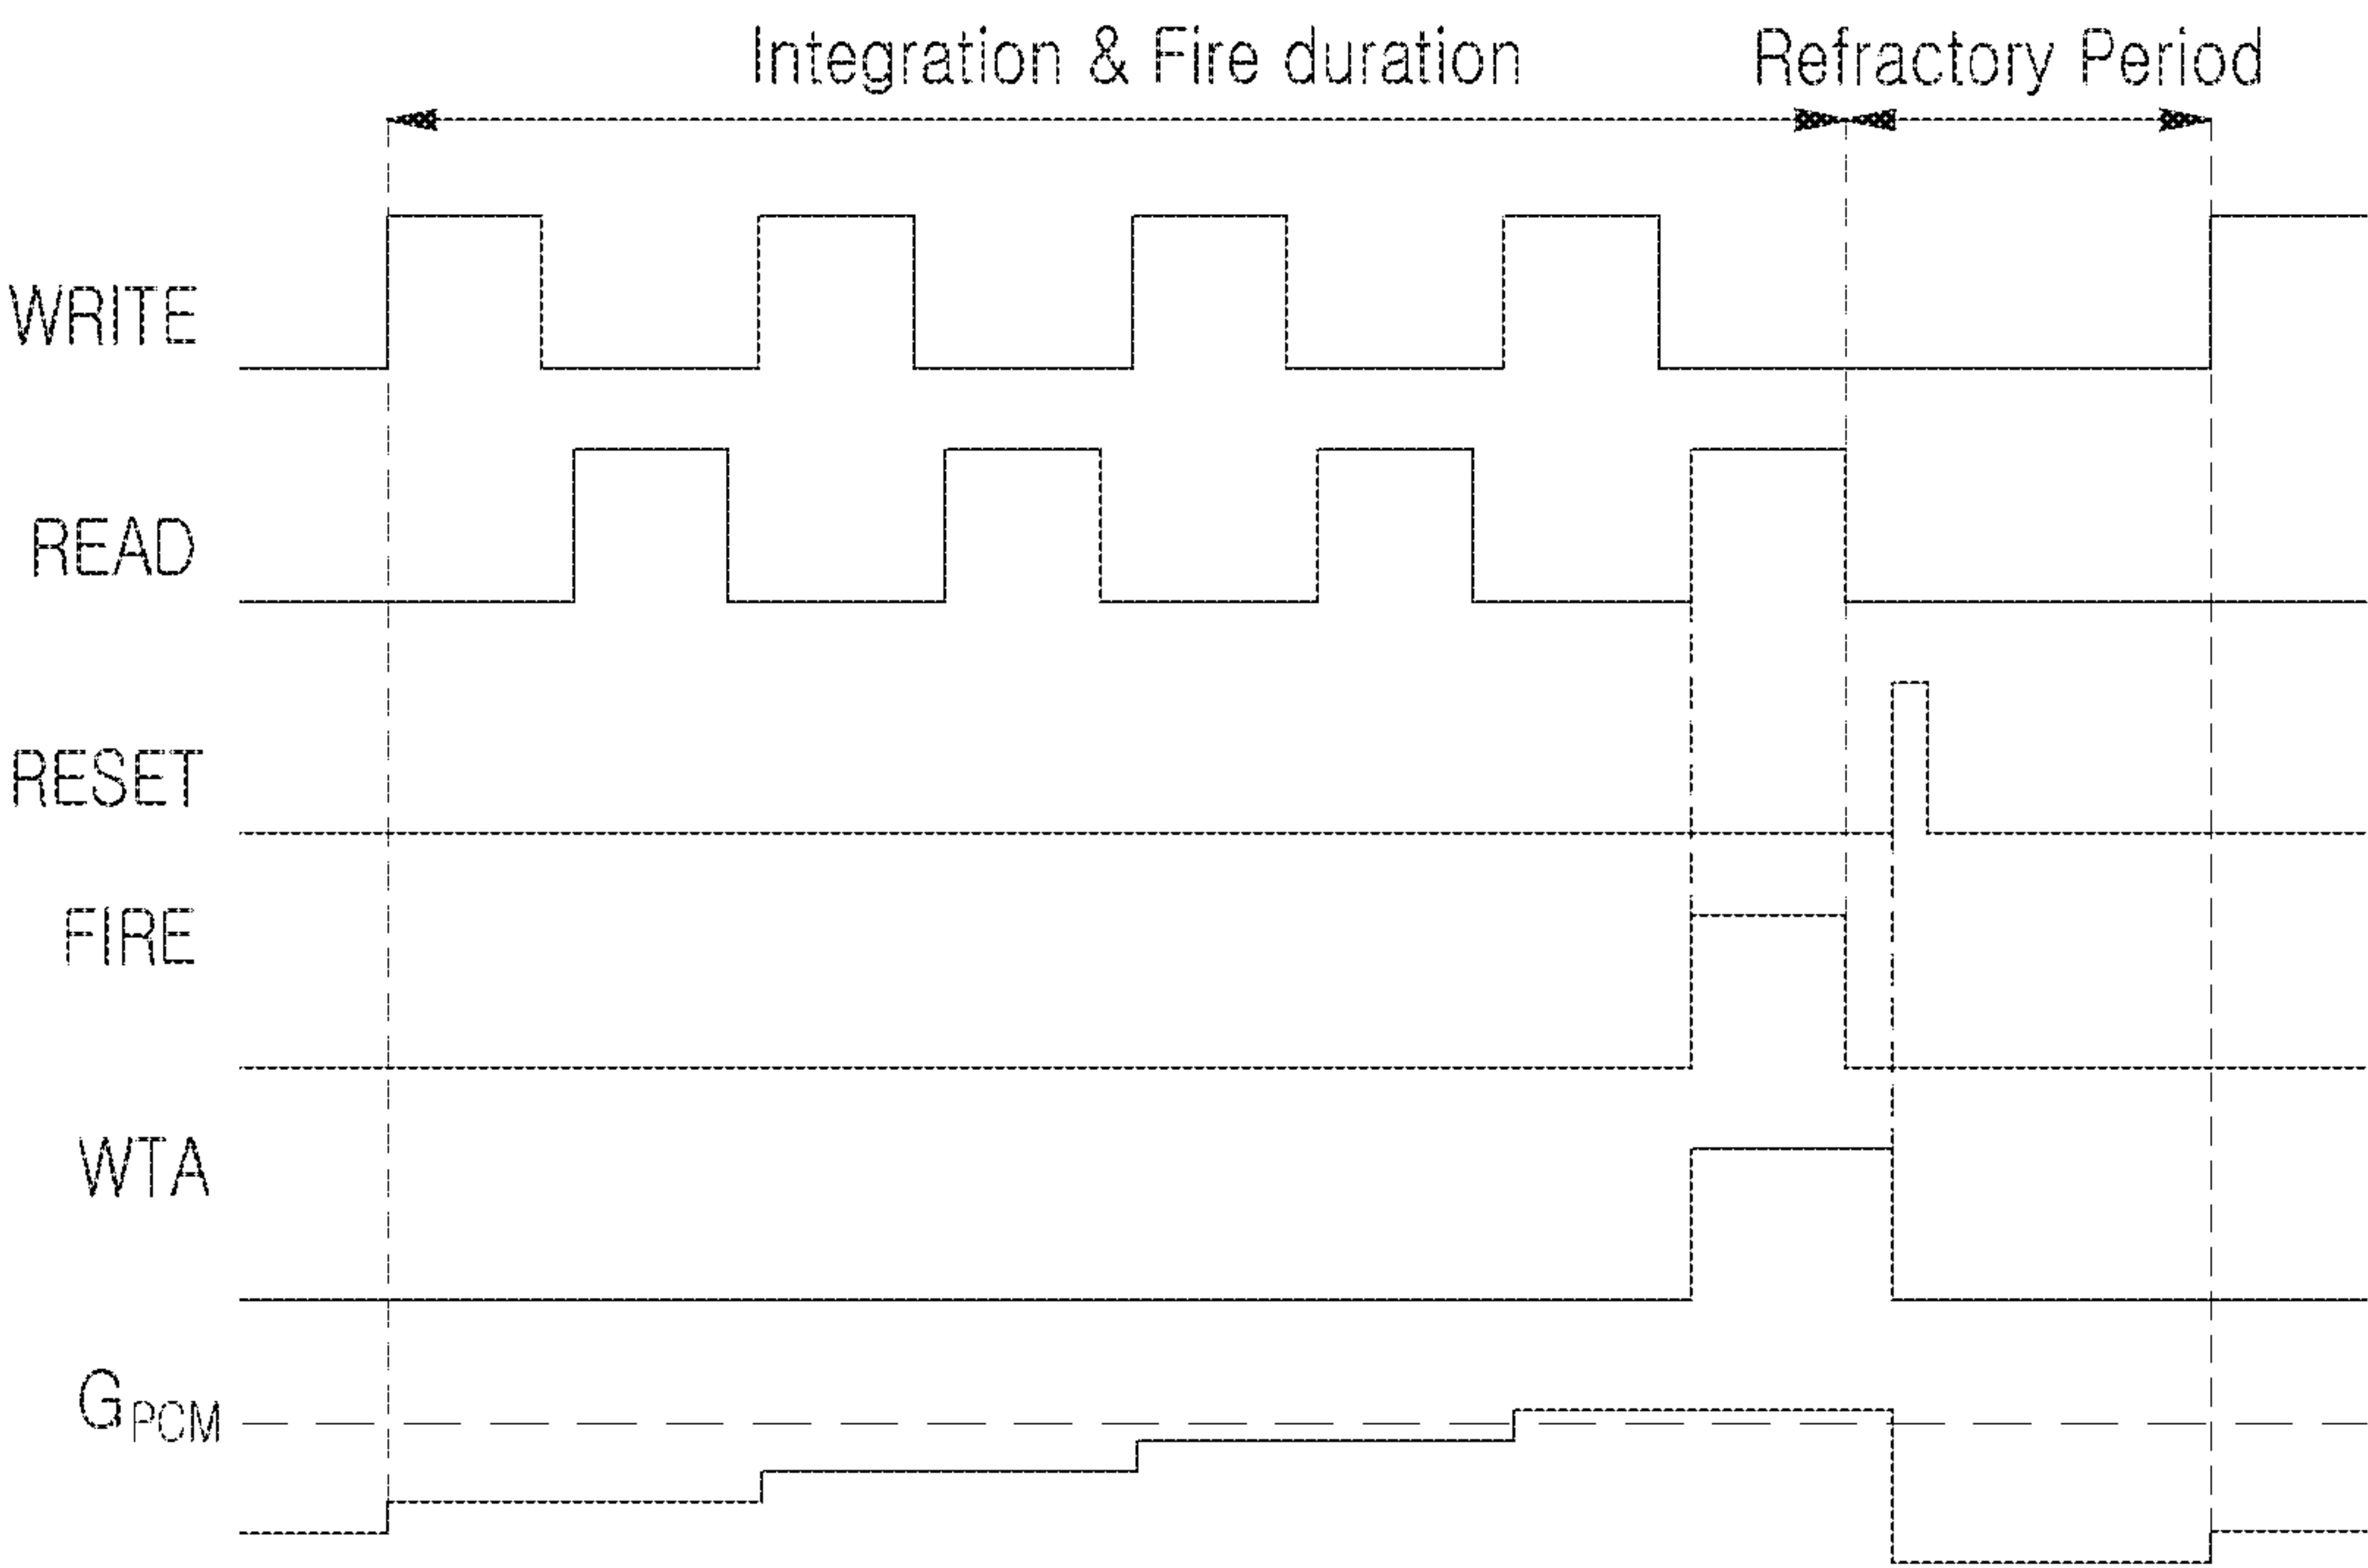 Integration & Fire duration Refractory Period
WRITE
READ
RESET
FIRE
WTA
GPCM